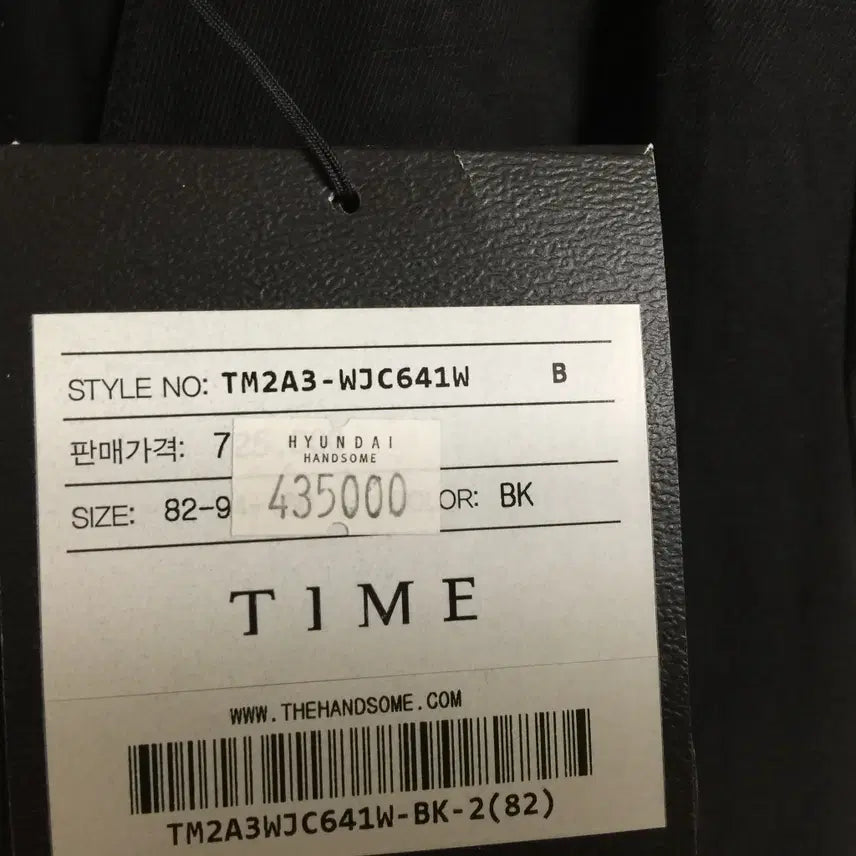 STYLE NO: TM2A3-WJC641W B
판매가격: 7
HYUNDAI
HANDSOME
435000
SIZE: 82-9
OR: BK
TIME
WWW.THEHANDSOME.COM
TM2A3WJC641W-BK-2(82)